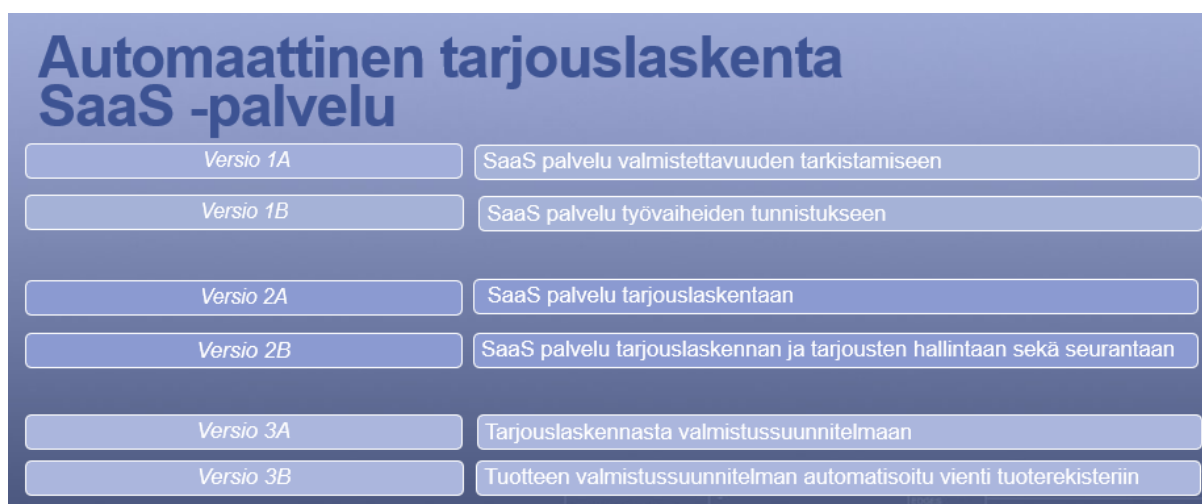 Automaattinen tarjouslaskenta
SaaS -palvelu
Versio 1A
SaaS palvelu valmistettavuuden tarkistamiseen
Versio 1B
SaaS palvelu työvaiheiden tunnistukseen
Versio 2A
SaaS palvelu tarjouslaskentaan
Versio 2B
SaaS palvelu tarjouslaskennan ja tarjousten hallintaan sekä seurantaan
Versio 3A
Tarjouslaskennasta valmistussuunnitelmaan
Versio 3B
Tuotteen valmistussuunnitelman automatisoitu vienti tuoterekisteriin